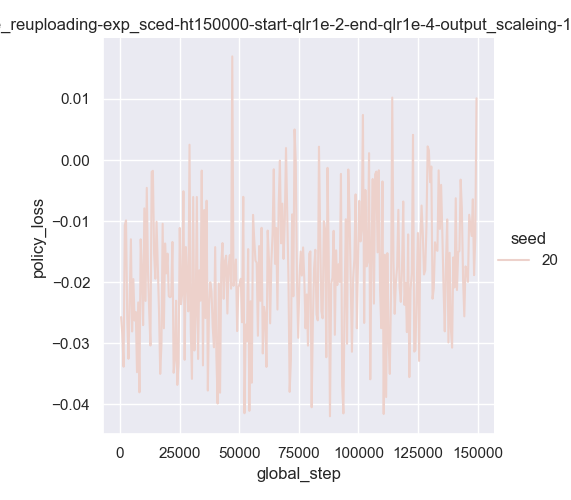 _reuploading-exp_sced-ht150000-start-qlr1e-2-end-qlr1e-4-output_scaleing-1
0.01
0.00
−0.01
−0.02
−0.03
−0.04
policy_loss
0 25000 50000 75000 100000 125000 150000
global_step
seed
20